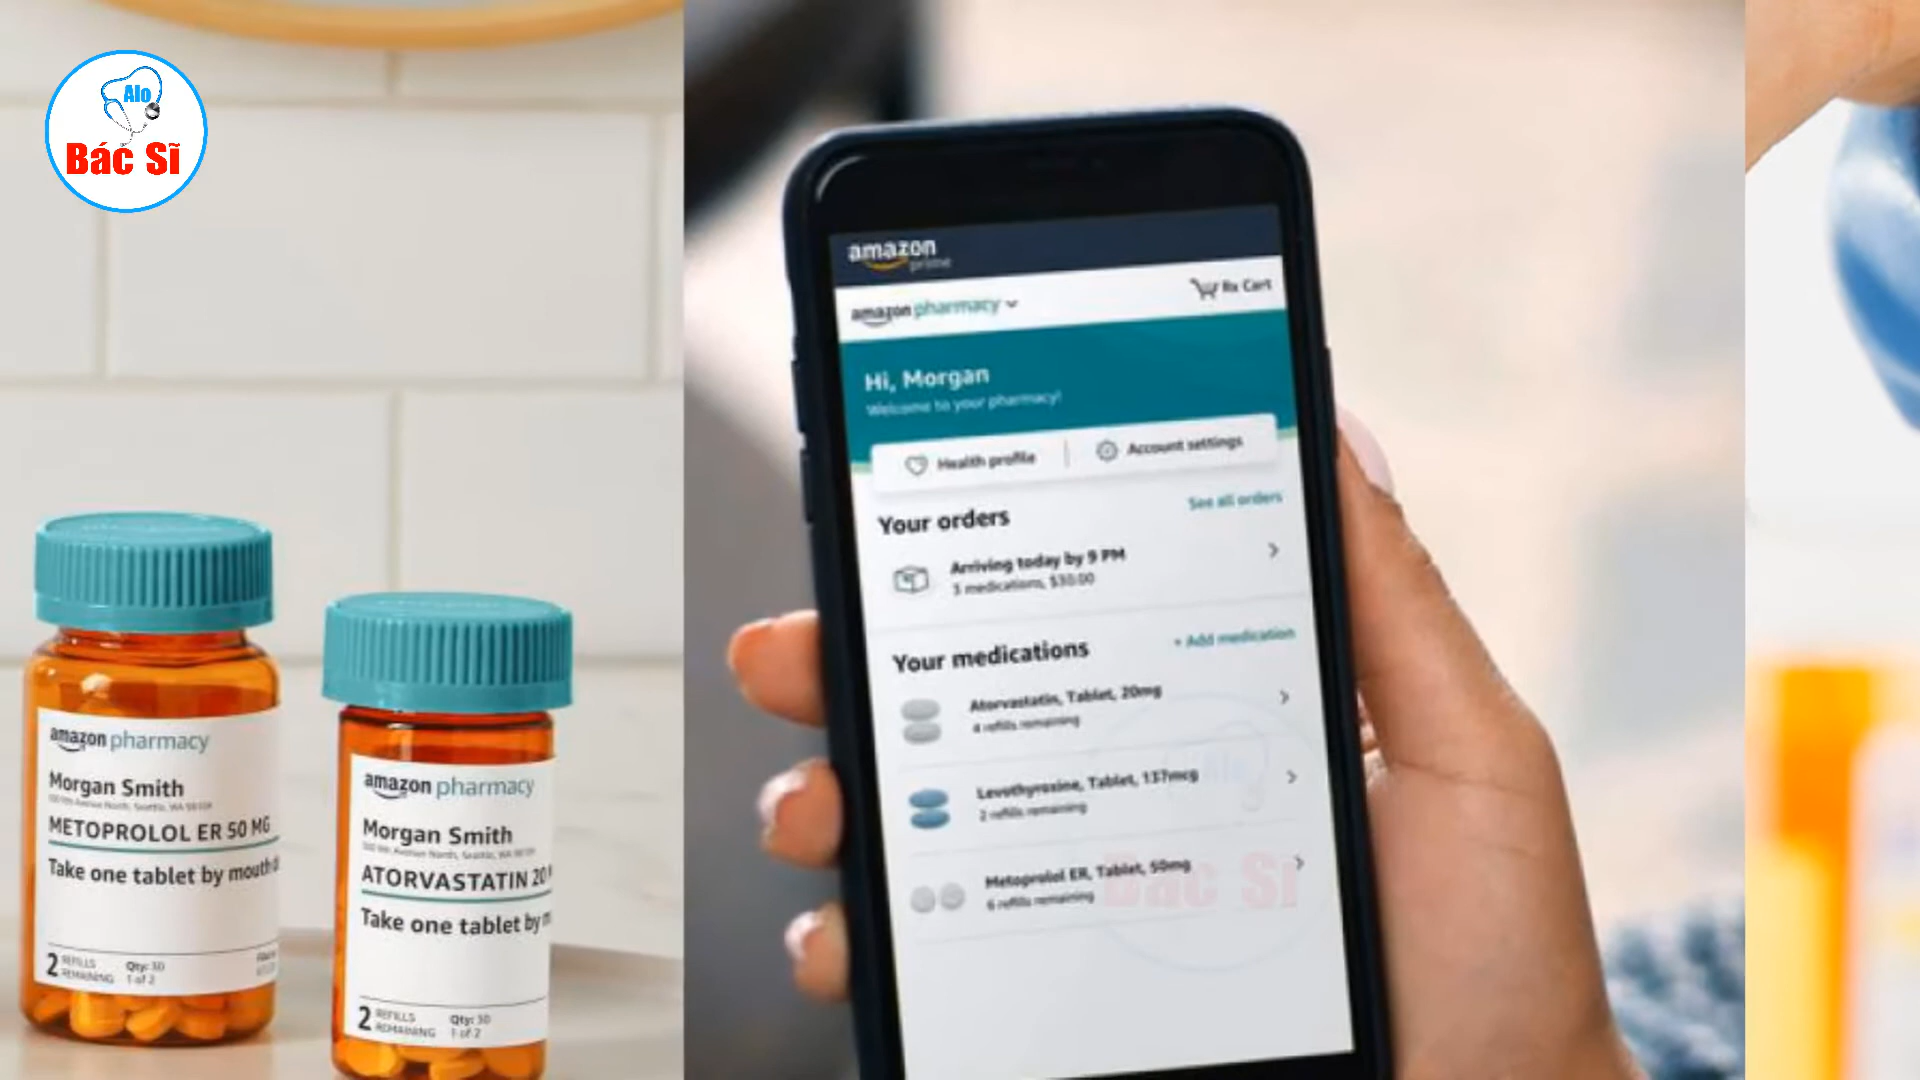 Alo
Bác Sĩ
amazon pharmacy
Morgan Smith
METOPROLOL ER 50 MG
Take one tablet by mouth
2 REFILLS REMAINING
Qty: 30
1 of 2
amazon pharmacy
Morgan Smith
ATORVASTATIN 20
Take one tablet by
2 REFILLS REMAINING
Qty: 30
1 of 2
amazon prime
amazon pharmacy
Rx Cart
Hi, Morgan
Welcome to your pharmacy!
Health profile
Account settings
Your orders
See all orders
Arriving today by 9 PM
3 medications, $30.00
Your medications
+ Add medication
Atorvastatin, Tablet, 20mg
4 refills remaining
Levothyroxine, Tablet, 137mcg
2 refills remaining
Metoprolol ER, Tablet, 50mg
6 refills remaining
Alo
Bác Sĩ